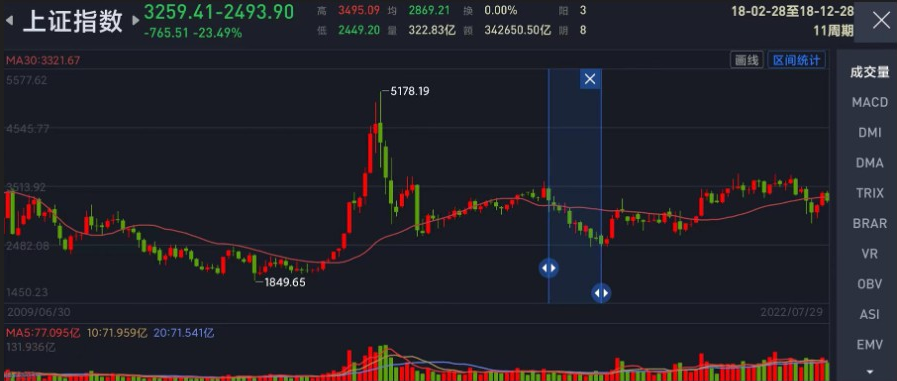 上证指数 3259.41-2493.90 高 3495.09 均 2869.21 换 0.00% 阳 3 18-02-28至18-12-28
-765.51 -23.49% 低 2449.20 量 322.83亿 额 342650.50亿 阴 8 11周期
MA30:3321.67 画线 区间统计
5577.62
成交量
5178.19
MACD
4545.77
DMI
DMA
3513.92
TRIX
BRAR
2482.08
VR
1849.65
OBV
1450.23
2009/06/30 2022/07/29
ASI
MA5:77.095亿 10:71.959亿 20:71.541亿
131.936亿
EMV